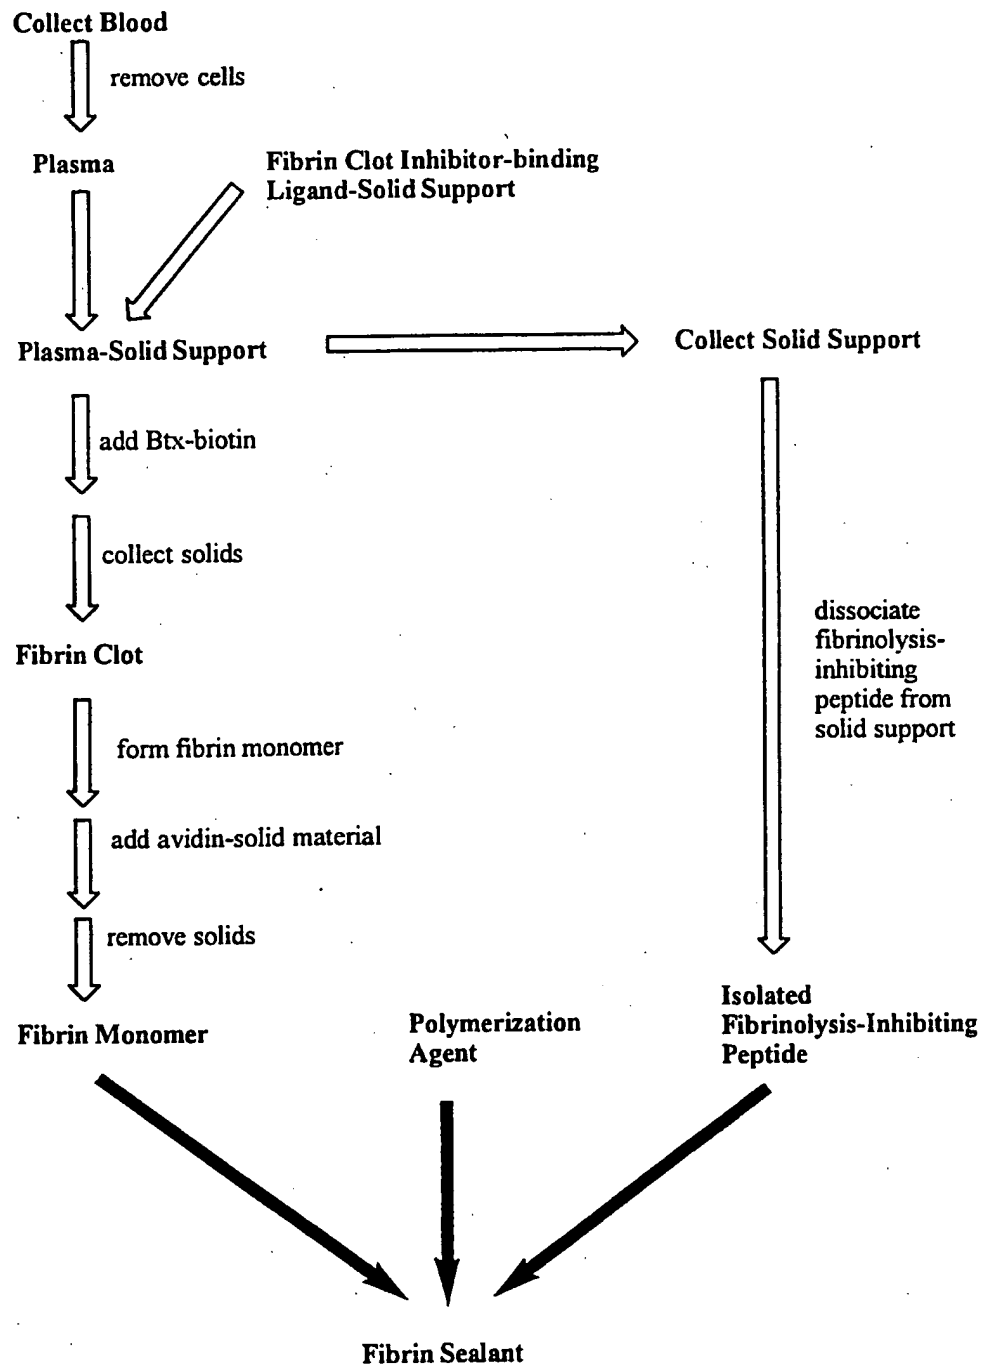 Collect Blood
remove cells
Plasma
Fibrin Clot Inhibitor-binding
Ligand-Solid Support
Plasma-Solid Support
Collect Solid Support
add Btx-biotin
collect solids
dissociate
fibrinolysis-
inhibiting
peptide from
solid support
Fibrin Clot
form fibrin monomer
add avidin-solid material
remove solids
Fibrin Monomer
Polymerization
Agent
Isolated
Fibrinolysis-Inhibiting
Peptide
Fibrin Sealant